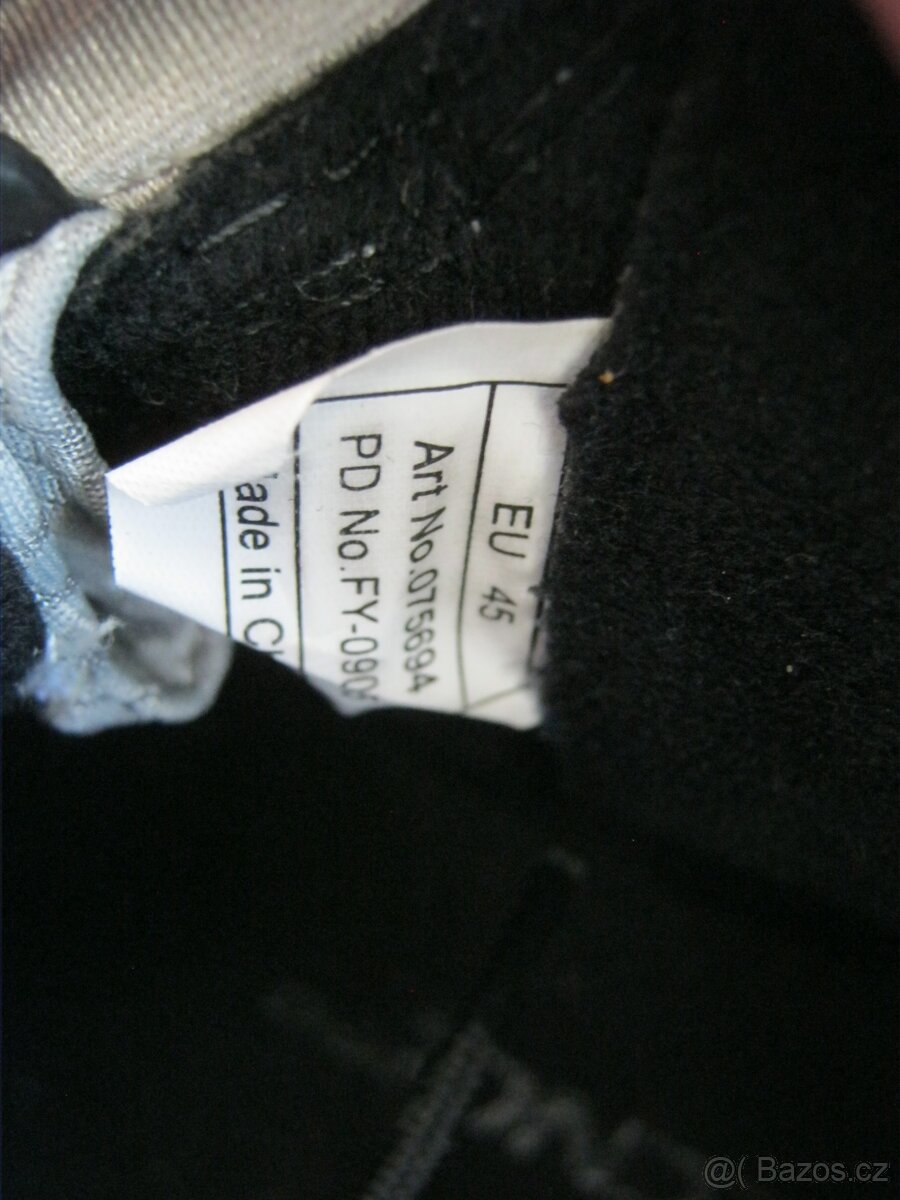 EU 45
Art No.075694
PD No.FY-090
ade in C
@( Bazos.cz